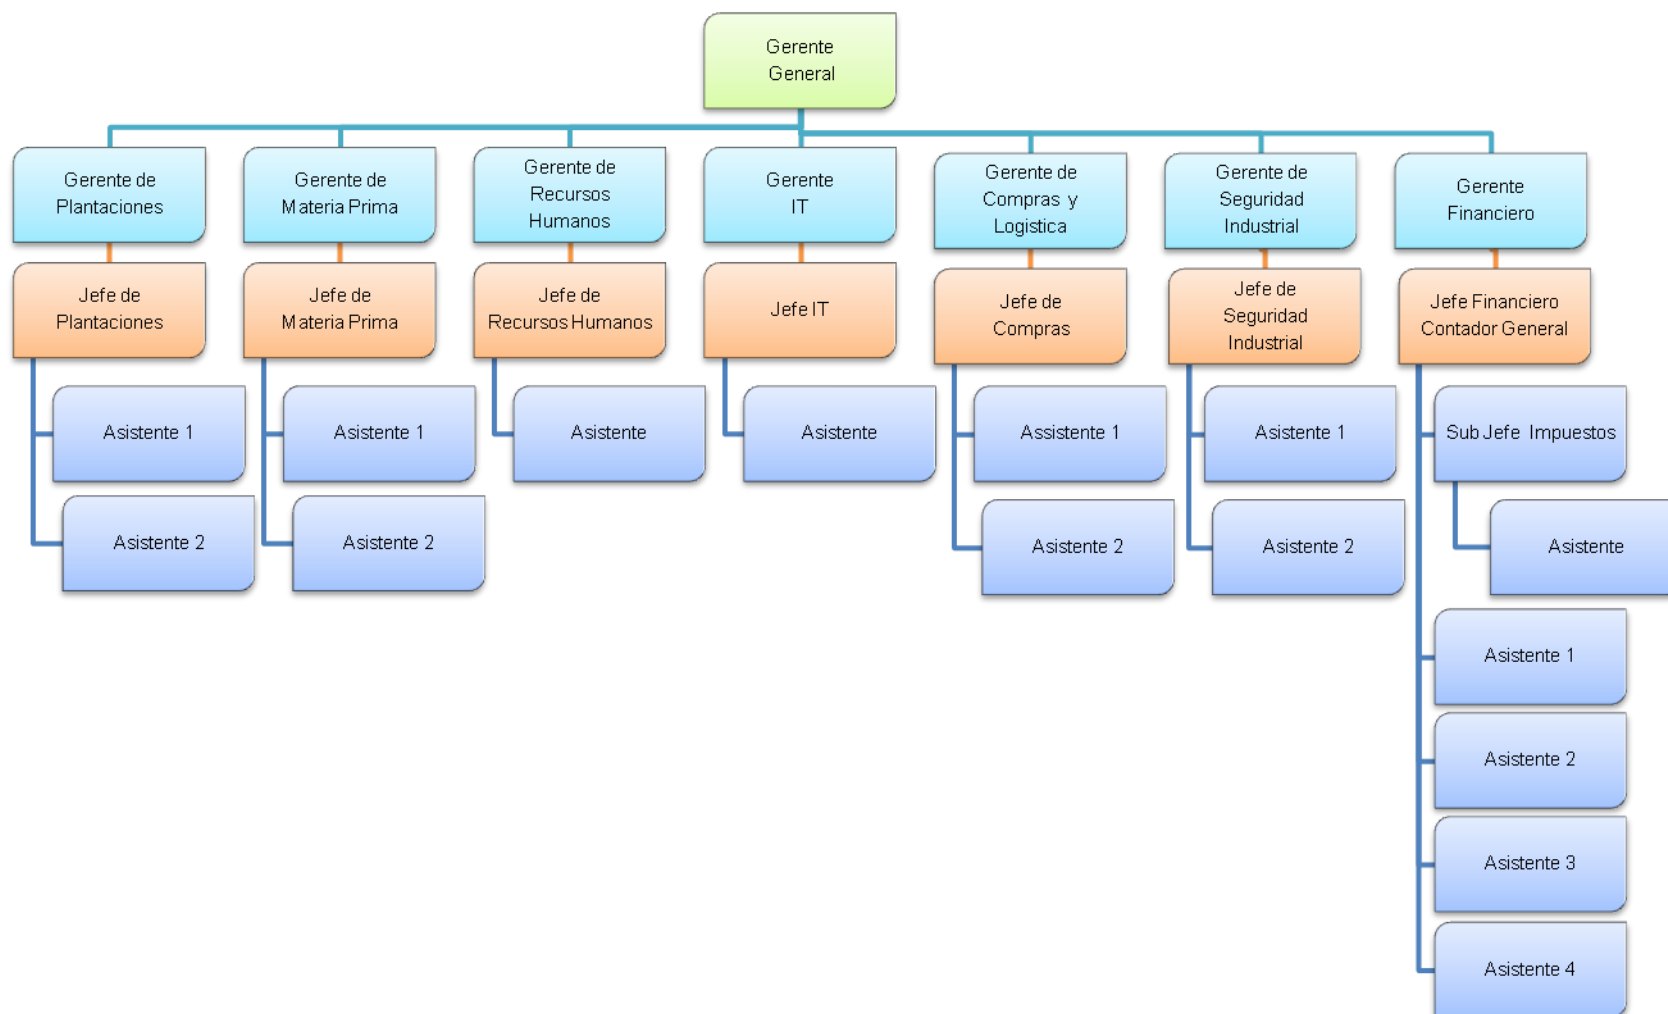 Gerente
General
Gerente de
Plantaciones
Gerente de
Materia Prima
Gerente de
Recursos
Humanos
Gerente
IT
Gerente de
Compras y
Logistica
Gerente de
Seguridad
Industrial
Gerente
Financiero
Jefe de
Plantaciones
Jefe de
Materia Prima
Jefe de
Recursos Humanos
Jefe IT
Jefe de
Compras
Jefe de
Seguridad
Industrial
Jefe Financiero
Contador General
Asistente 1
Asistente 1
Asistente
Asistente
Assistente 1
Asistente 1
Sub Jefe Impuestos
Asistente 2
Asistente 2
Asistente 2
Asistente 2
Asistente
Asistente 1
Asistente 2
Asistente 3
Asistente 4